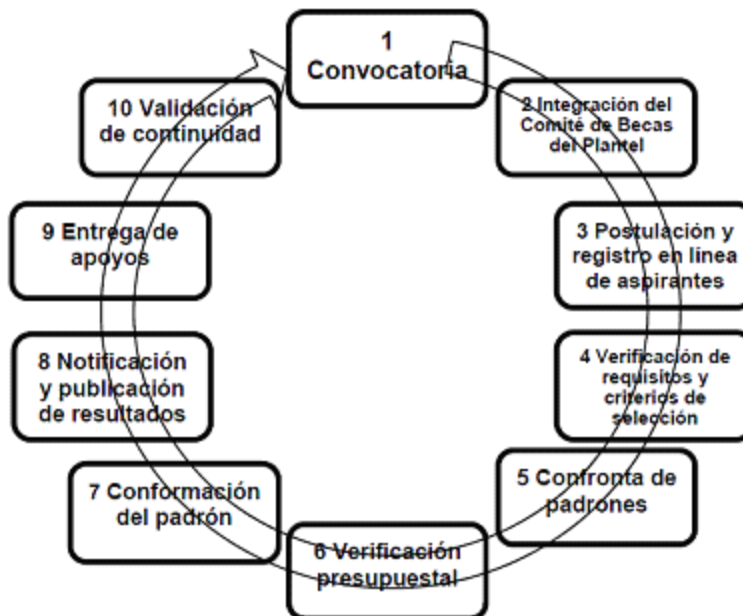 1
Convocatoria
2 Integración del
Comité de Becas
del Plantel
3 Postulación y
registro en línea
de aspirantes
4 Verificación de
requisitos y
criterios de
selección
5 Confronta de
padrones
6 Verificación
presupuestal
7 Conformación
del padrón
8 Notificación
y publicación
de resultados
9 Entrega de
apoyos
10 Validación
de continuidad